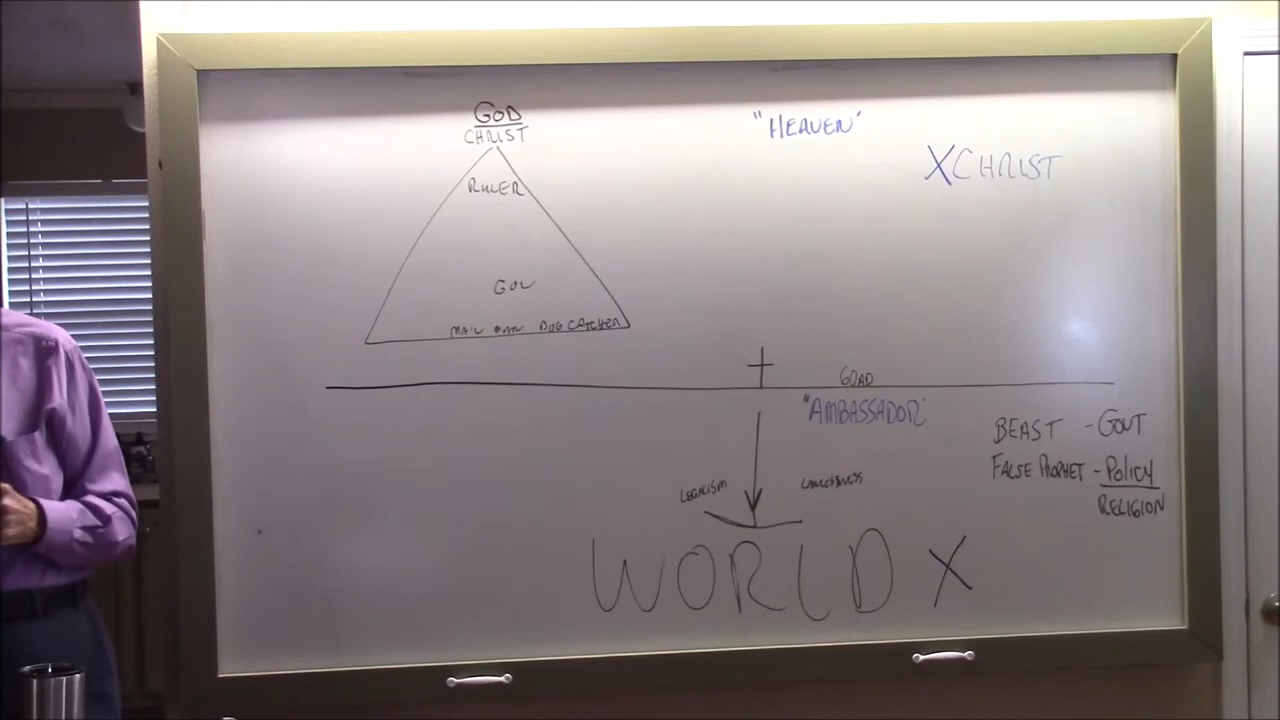 GOD
CHRIST
"HEAVEN"
XCHRIST
RULER
GOV
MAIL MAN DOG CATCHER
"AMBASSADOR"
BEAST - GOVT
FALSE PROPHET - POLICY
RELIGION
LEGALISM
LAWLESSNESS
WORLD X